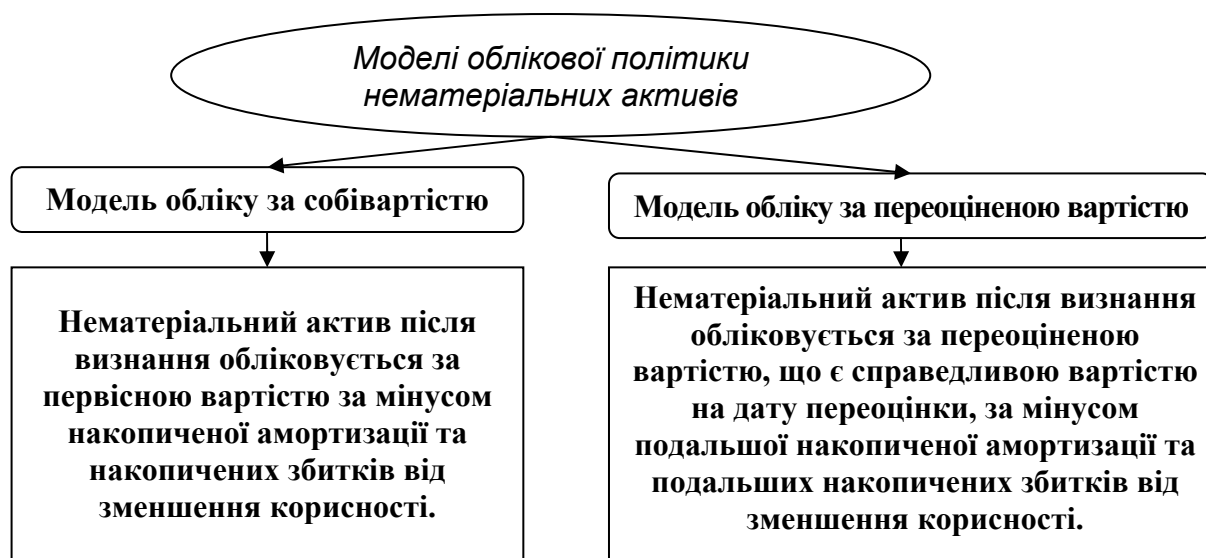 Моделі облікової політики
нематеріальних активів
Модель обліку за собівартістю
Модель обліку за переоціненою вартістю
Нематеріальний актив після
визнання обліковується за
первісною вартістю за мінусом
накопиченої амортизації та
накопичених збитків від
зменшення корисності.
Нематеріальний актив після визнання
обліковується за переоціненою
вартістю, що є справедливою вартістю
на дату переоцінки, за мінусом
подальшої накопиченої амортизації та
подальших накопичених збитків від
зменшення корисності.